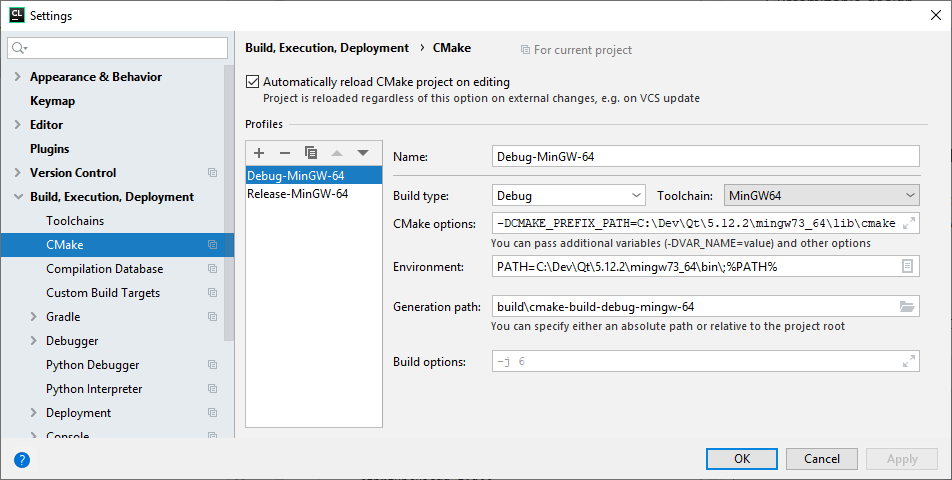 CL
Settings
Appearance & Behavior
Keymap
Editor
Plugins
Version Control
Build, Execution, Deployment
Toolchains
CMake
Compilation Database
Custom Build Targets
Gradle
Debugger
Python Debugger
Python Interpreter
Deployment
Console
?
Build, Execution, Deployment › CMake
For current project
Automatically reload CMake project on editing
Project is reloaded regardless of this option on external changes, e.g. on VCS update
Profiles
Debug-MinGW-64
Release-MinGW-64
Name: Debug-MinGW-64
Build type: Debug Toolchain: MinGW64
CMake options: -DCMAKE_PREFIX_PATH=C:\Dev\Qt\5.12.2\mingw73_64\lib\cmake
You can pass additional variables (-DVAR_NAME=value) and other options
Environment: PATH=C:\Dev\Qt\5.12.2\mingw73_64\bin\;%PATH%
Generation path: build\cmake-build-debug-mingw-64
You can specify either an absolute path or relative to the project root
Build options: -j 6
OK Cancel Apply